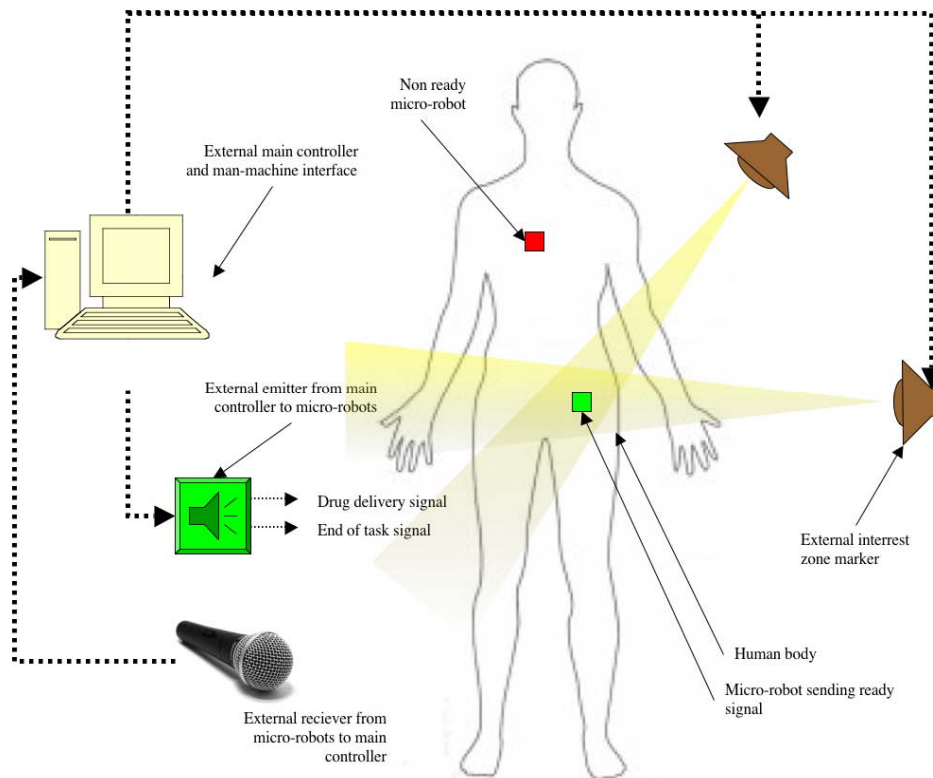 Non ready
micro-robot
External main controller
and man-machine interface
External emitter from main
controller to micro-robots
Drug delivery signal
End of task signal
External interrest
zone marker
Human body
Micro-robot sending ready
signal
External reciever from
micro-robots to main
controller